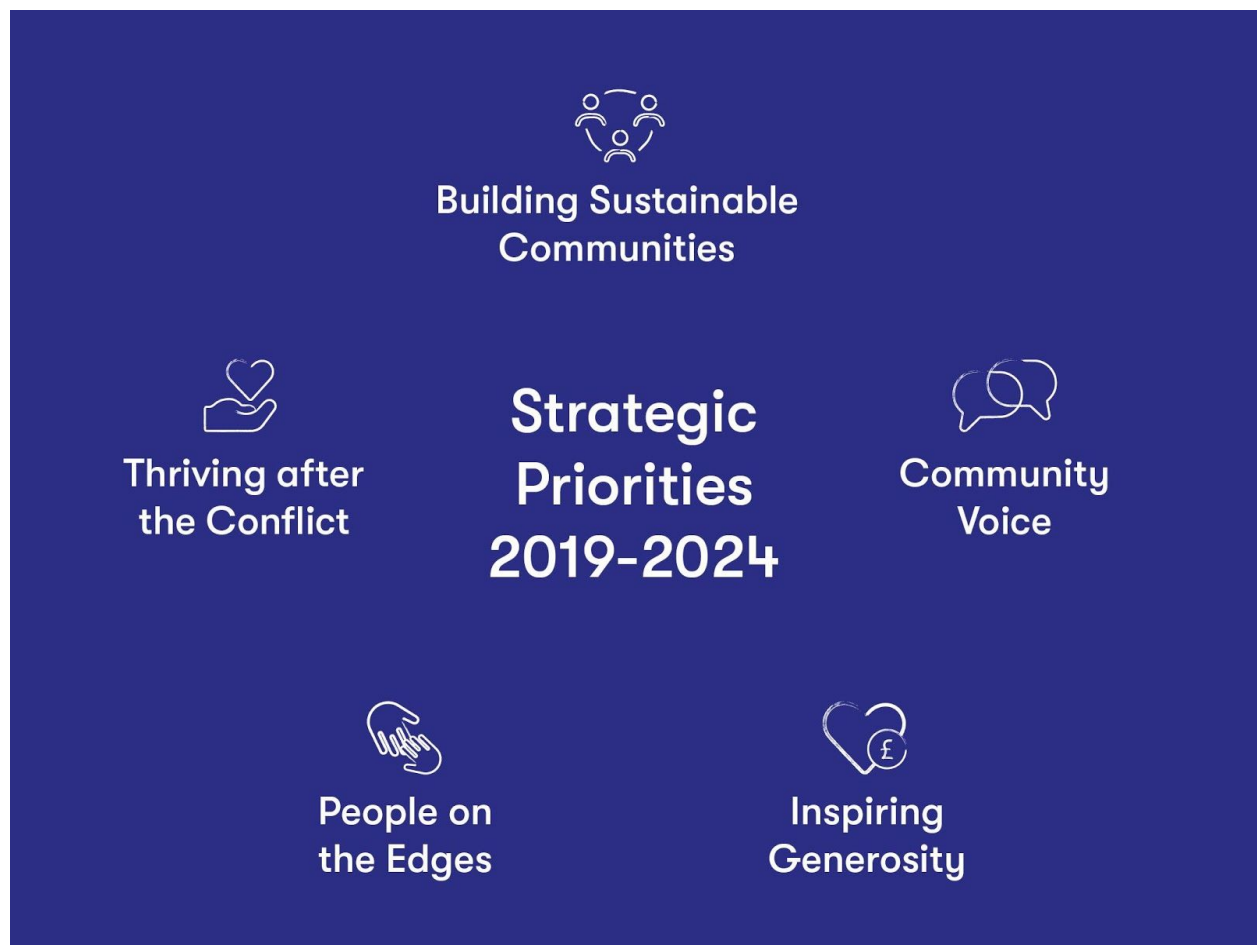 Building Sustainable
Communities
Thriving after
the Conflict
Strategic
Priorities
2019-2024
Community
Voice
People on
the Edges
£
Inspiring
Generosity